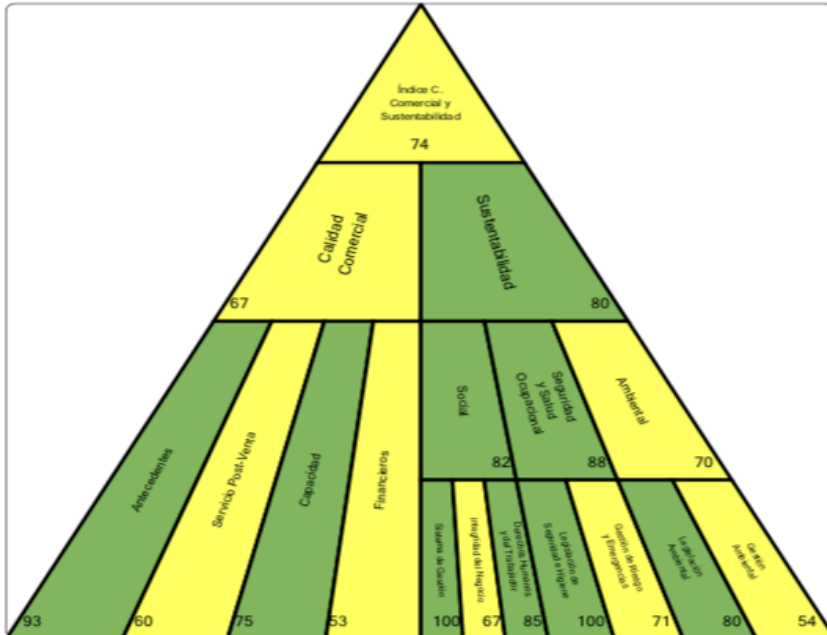 Índice C.
Comercial y
Sustentabilidad
74
Calidad
Comercial
67
Sustentabilidad
80
Antecedentes
93
Servicio Post-Venta
60
Capacidad
75
Financieros
53
Social
82
Seguridad
y Salud
Ocupacional
88
Ambiental
70
Sistema de Gestión
100
Integridad del Negocio
67
Derechos Humanos
y del Trabajador
85
Legislación de
Seguridad e Higiene
100
Gestión de Riesgo
y Emergencias
71
Legislación
Ambiental
80
Gestión
Ambiental
54